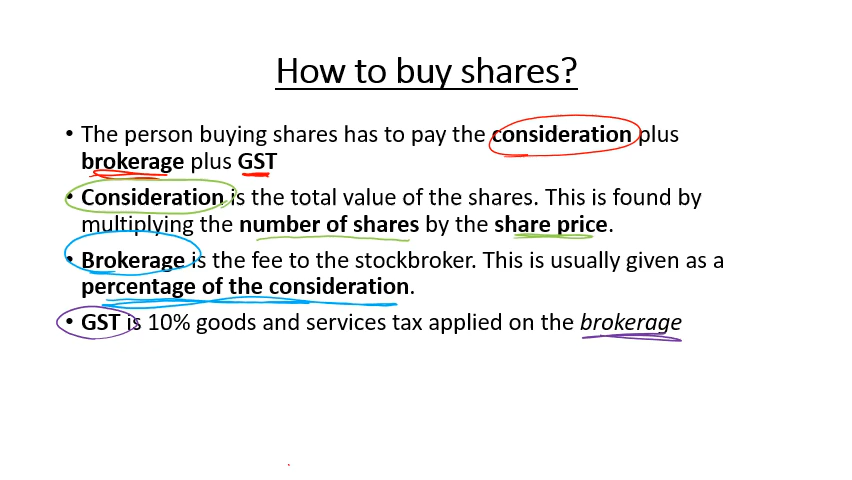 How to buy shares?
• The person buying shares has to pay the consideration plus
brokerage plus GST
• Consideration is the total value of the shares. This is found by
multiplying the number of shares by the share price.
• Brokerage is the fee to the stockbroker. This is usually given as a
percentage of the consideration.
• GST is 10% goods and services tax applied on the brokerage